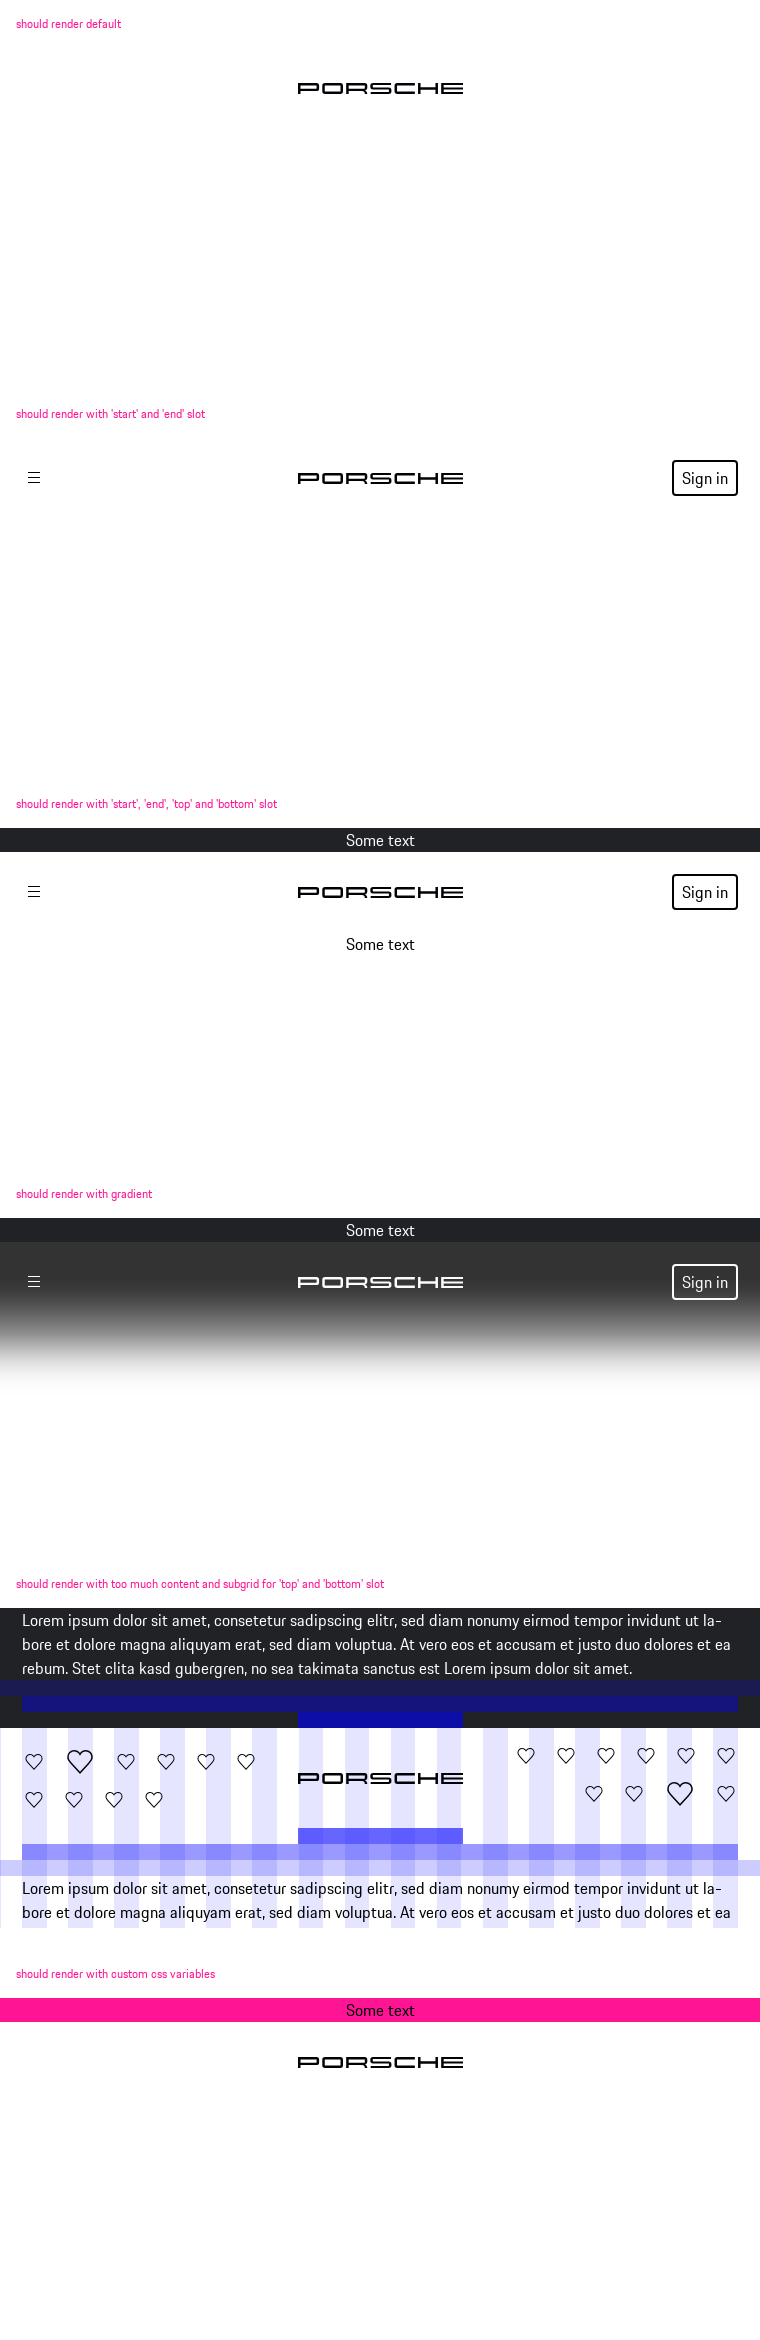 should render default
PORSCHE
should render with 'start' and 'end' slot
PORSCHE
Sign in
should render with 'start', 'end', 'top' and 'bottom' slot
Some text
PORSCHE
Sign in
Some text
should render with gradient
Some text
PORSCHE
Sign in
should render with too much content and subgrid for 'top' and 'bottom' slot
Lorem ipsum dolor sit amet, consetetur sadipscing elitr, sed diam nonumy eirmod tempor invidunt ut la-
bore et dolore magna aliquyam erat, sed diam voluptua. At vero eos et accusam et justo duo dolores et ea
rebum. Stet clita kasd gubergren, no sea takimata sanctus est Lorem ipsum dolor sit amet.
PORSCHE
Lorem ipsum dolor sit amet, consetetur sadipscing elitr, sed diam nonumy eirmod tempor invidunt ut la-
bore et dolore magna aliquyam erat, sed diam voluptua. At vero eos et accusam et justo duo dolores et ea
should render with custom css variables
Some text
PORSCHE